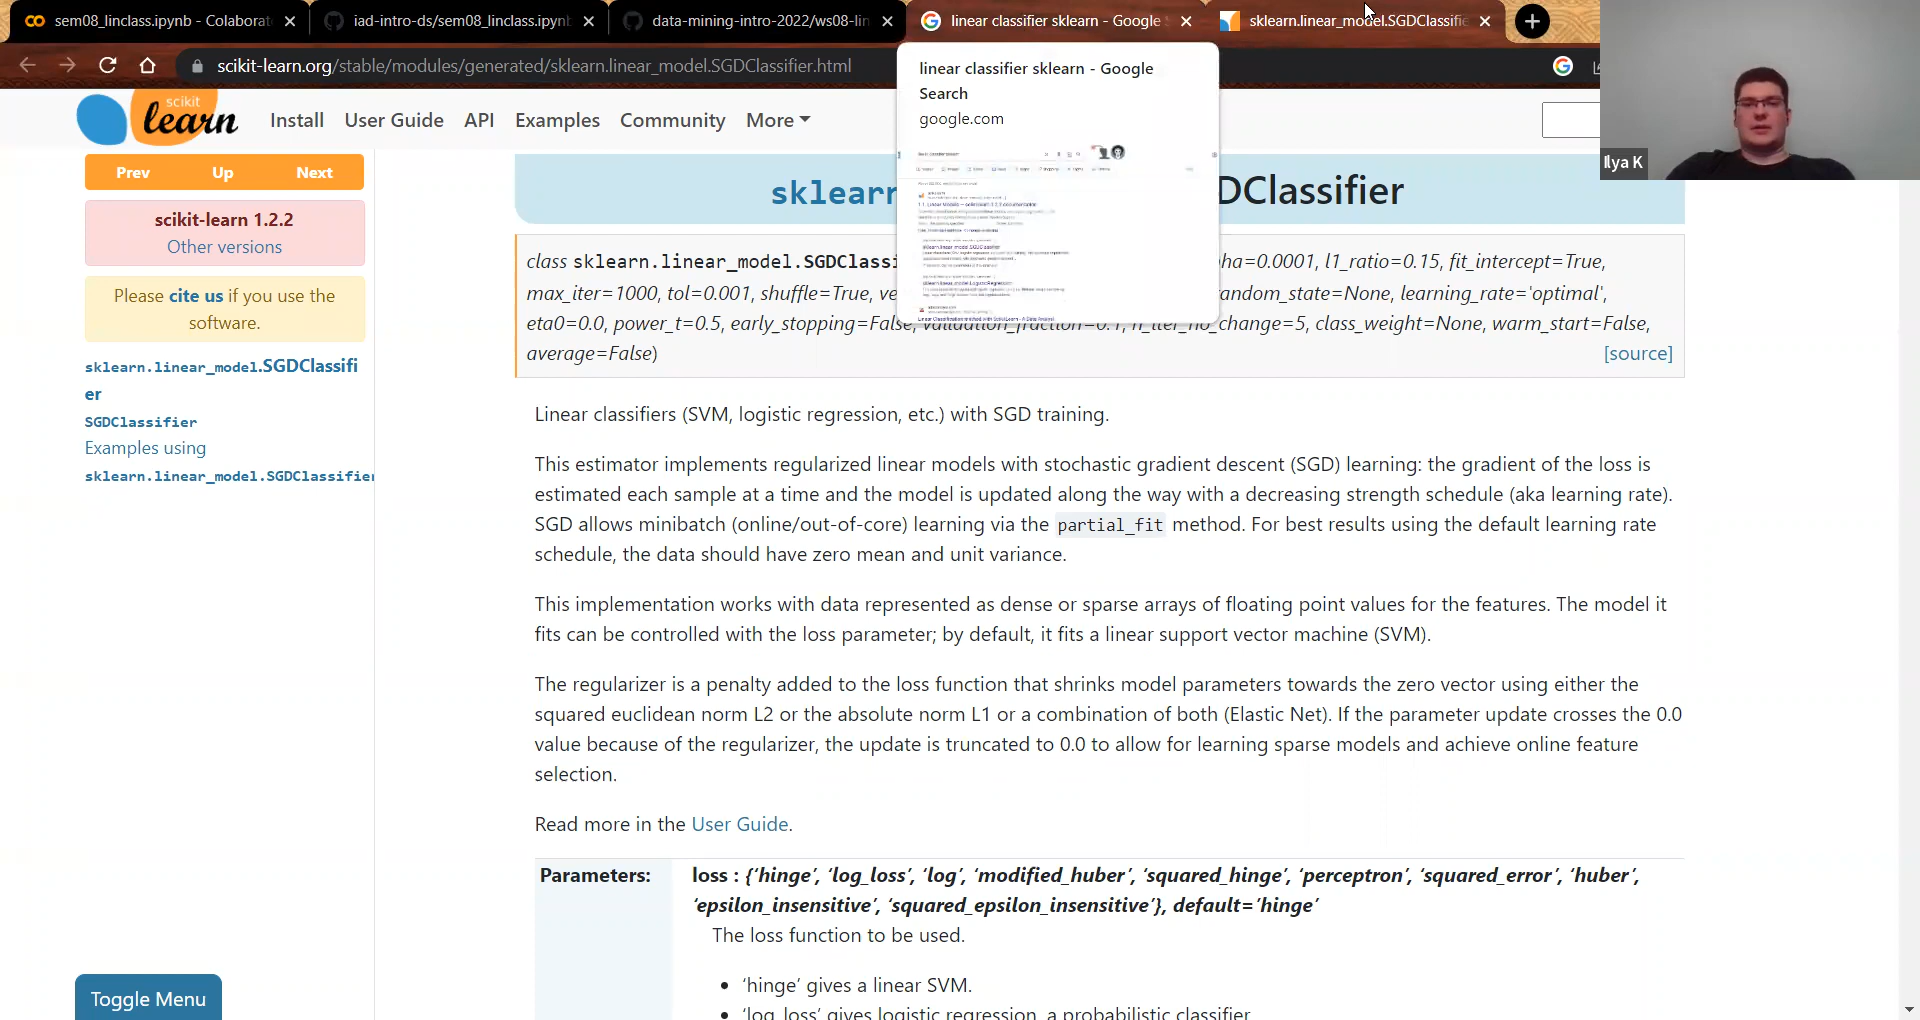 sem08_linclass.ipynb - Colaborat
iad-intro-ds/sem08_linclass.ipynb
data-mining-intro-2022/ws08-lin
linear classifier sklearn - Google
sklearn.linear_model.SGDClassifie
scikit-learn.org/stable/modules/generated/sklearn.linear_model.SGDClassifier.html
linear classifier sklearn - Google
Search
google.com
scikit
learn
Install
User Guide
API
Examples
Community
More
Ilya K
Prev
Up
Next
scikit-learn 1.2.2
Other versions
Please cite us if you use the
software.
sklearn.linear_model.SGDClassifi
er
SGDClassifier
Examples using
sklearn.linear_model.SGDClassifier
Toggle Menu
sklearn
DClassifier
class sklearn.linear_model.SGDClassi
ha=0.0001, l1_ratio=0.15, fit_intercept=True,
max_iter=1000, tol=0.001, shuffle=True, ve
andom_state=None, learning_rate='optimal',
eta0=0.0, power_t=0.5, early_stopping=False, validation_fraction=0.1, n_iter_no_change=5, class_weight=None, warm_start=False,
average=False)
[source]
Linear classifiers (SVM, logistic regression, etc.) with SGD training.
This estimator implements regularized linear models with stochastic gradient descent (SGD) learning: the gradient of the loss is
estimated each sample at a time and the model is updated along the way with a decreasing strength schedule (aka learning rate).
SGD allows minibatch (online/out-of-core) learning via the partial_fit method. For best results using the default learning rate
schedule, the data should have zero mean and unit variance.
This implementation works with data represented as dense or sparse arrays of floating point values for the features. The model it
fits can be controlled with the loss parameter; by default, it fits a linear support vector machine (SVM).
The regularizer is a penalty added to the loss function that shrinks model parameters towards the zero vector using either the
squared euclidean norm L2 or the absolute norm L1 or a combination of both (Elastic Net). If the parameter update crosses the 0.0
value because of the regularizer, the update is truncated to 0.0 to allow for learning sparse models and achieve online feature
selection.
Read more in the User Guide.
Parameters:
loss : {‘hinge’, ‘log_loss’, ‘log’, ‘modified_huber’, ‘squared_hinge’, ‘perceptron’, ‘squared_error’, ‘huber’,
‘epsilon_insensitive’, ‘squared_epsilon_insensitive’}, default=’hinge’
The loss function to be used.
• ‘hinge’ gives a linear SVM.
• ‘log_loss’ gives logistic regression, a probabilistic classifier.